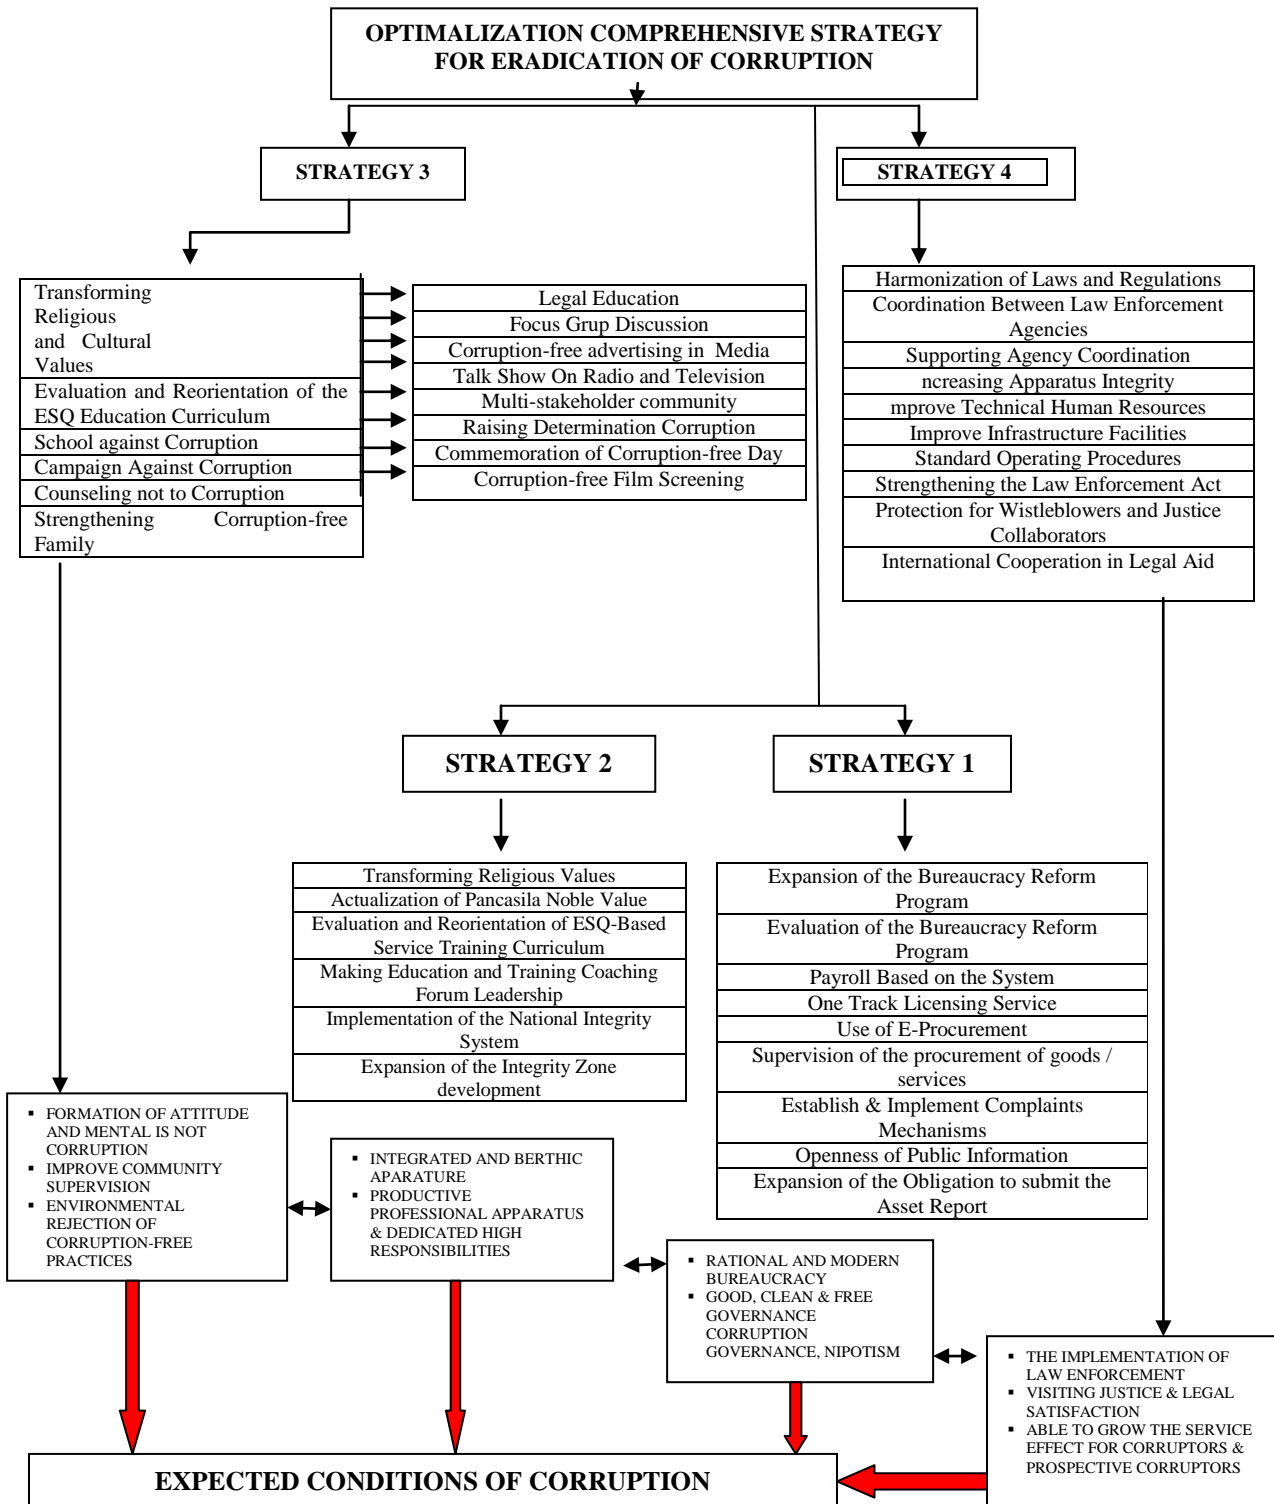 OPTIMALIZATION COMPREHENSIVE STRATEGY
FOR ERADICATION OF CORRUPTION
STRATEGY 3
STRATEGY 4
Transforming
Religious
and Cultural
Values
Evaluation and Reorientation of the
ESQ Education Curriculum
School against Corruption
Campaign Against Corruption
Counseling not to Corruption
Strengthening Corruption-free
Family
Legal Education
Focus Grup Discussion
Corruption-free advertising in Media
Talk Show On Radio and Television
Multi-stakeholder community
Raising Determination Corruption
Commemoration of Corruption-free Day
Corruption-free Film Screening
Harmonization of Laws and Regulations
Coordination Between Law Enforcement
Agencies
Supporting Agency Coordination
ncreasing Apparatus Integrity
mprove Technical Human Resources
Improve Infrastructure Facilities
Standard Operating Procedures
Strengthening the Law Enforcement Act
Protection for Wistleblowers and Justice
Collaborators
International Cooperation in Legal Aid
STRATEGY 2
STRATEGY 1
Transforming Religious Values
Actualization of Pancasila Noble Value
Evaluation and Reorientation of ESQ-Based
Service Training Curriculum
Making Education and Training Coaching
Forum Leadership
Implementation of the National Integrity
System
Expansion of the Integrity Zone
development
Expansion of the Bureaucracy Reform
Program
Evaluation of the Bureaucracy Reform
Program
Payroll Based on the System
One Track Licensing Service
Use of E-Procurement
Supervision of the procurement of goods /
services
Establish & Implement Complaints
Mechanisms
Openness of Public Information
Expansion of the Obligation to submit the
Asset Report
▪ FORMATION OF ATTITUDE
AND MENTAL IS NOT
CORRUPTION
▪ IMPROVE COMMUNITY
SUPERVISION
▪ ENVIRONMENTAL
REJECTION OF
CORRUPTION-FREE
PRACTICES
▪ INTEGRATED AND BERTHIC
APARATURE
▪ PRODUCTIVE
PROFESSIONAL APPARATUS
& DEDICATED HIGH
RESPONSIBILITIES
▪ RATIONAL AND MODERN
BUREAUCRACY
▪ GOOD, CLEAN & FREE
GOVERNANCE
CORRUPTION
GOVERNANCE, NIPOTISM
▪ THE IMPLEMENTATION OF
LAW ENFORCEMENT
▪ VISITING JUSTICE & LEGAL
SATISFACTION
▪ ABLE TO GROW THE SERVICE
EFFECT FOR CORRUPTORS &
PROSPECTIVE CORRUPTORS
EXPECTED CONDITIONS OF CORRUPTION